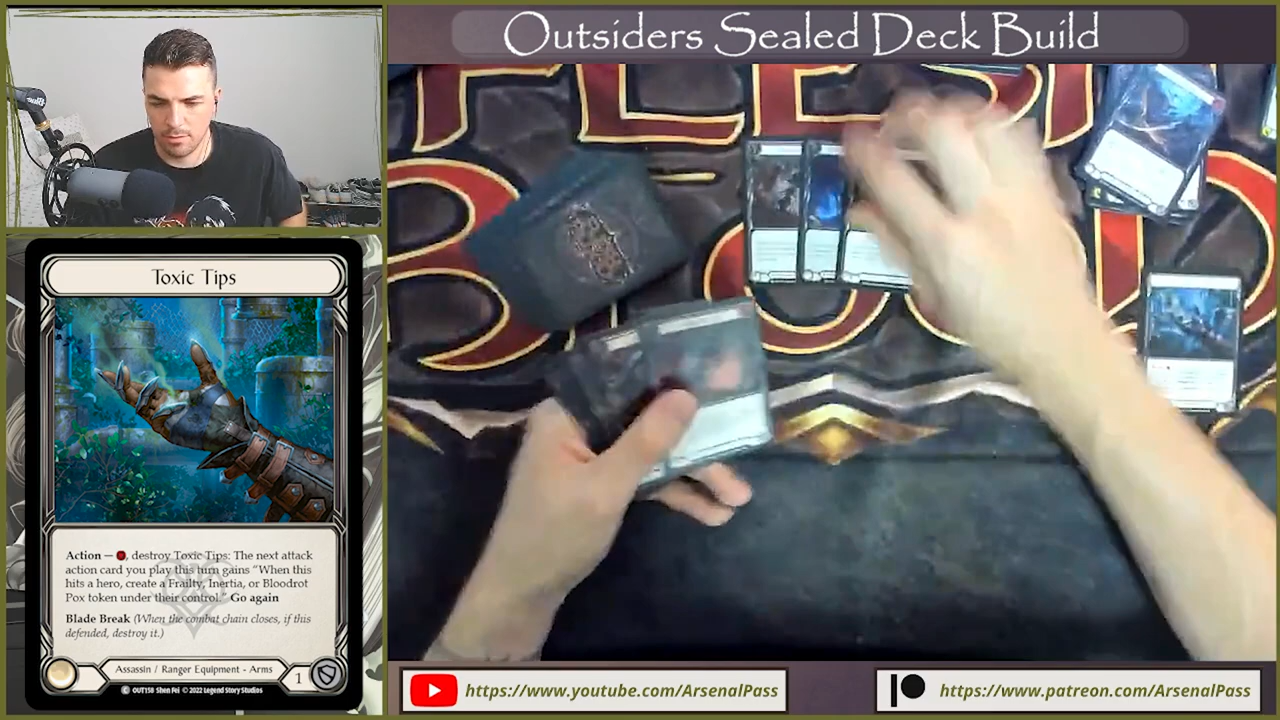 Outsiders Sealed Deck Build
FLESH
Toxic Tips
Action — , destroy Toxic Tips: The next attack
action card you play this turn gains “When this
hits a hero, create a Frailty, Inertia, or Bloodrot
Pox token under their control.” Go again
Blade Break (When the combat chain closes, if this
defended, destroy it.)
Assassin / Ranger Equipment - Arms
1
C OUT158 Shen Fei © 2022 Legend Story Studios
https://www.youtube.com/ArsenalPass
https://www.patreon.com/ArsenalPass